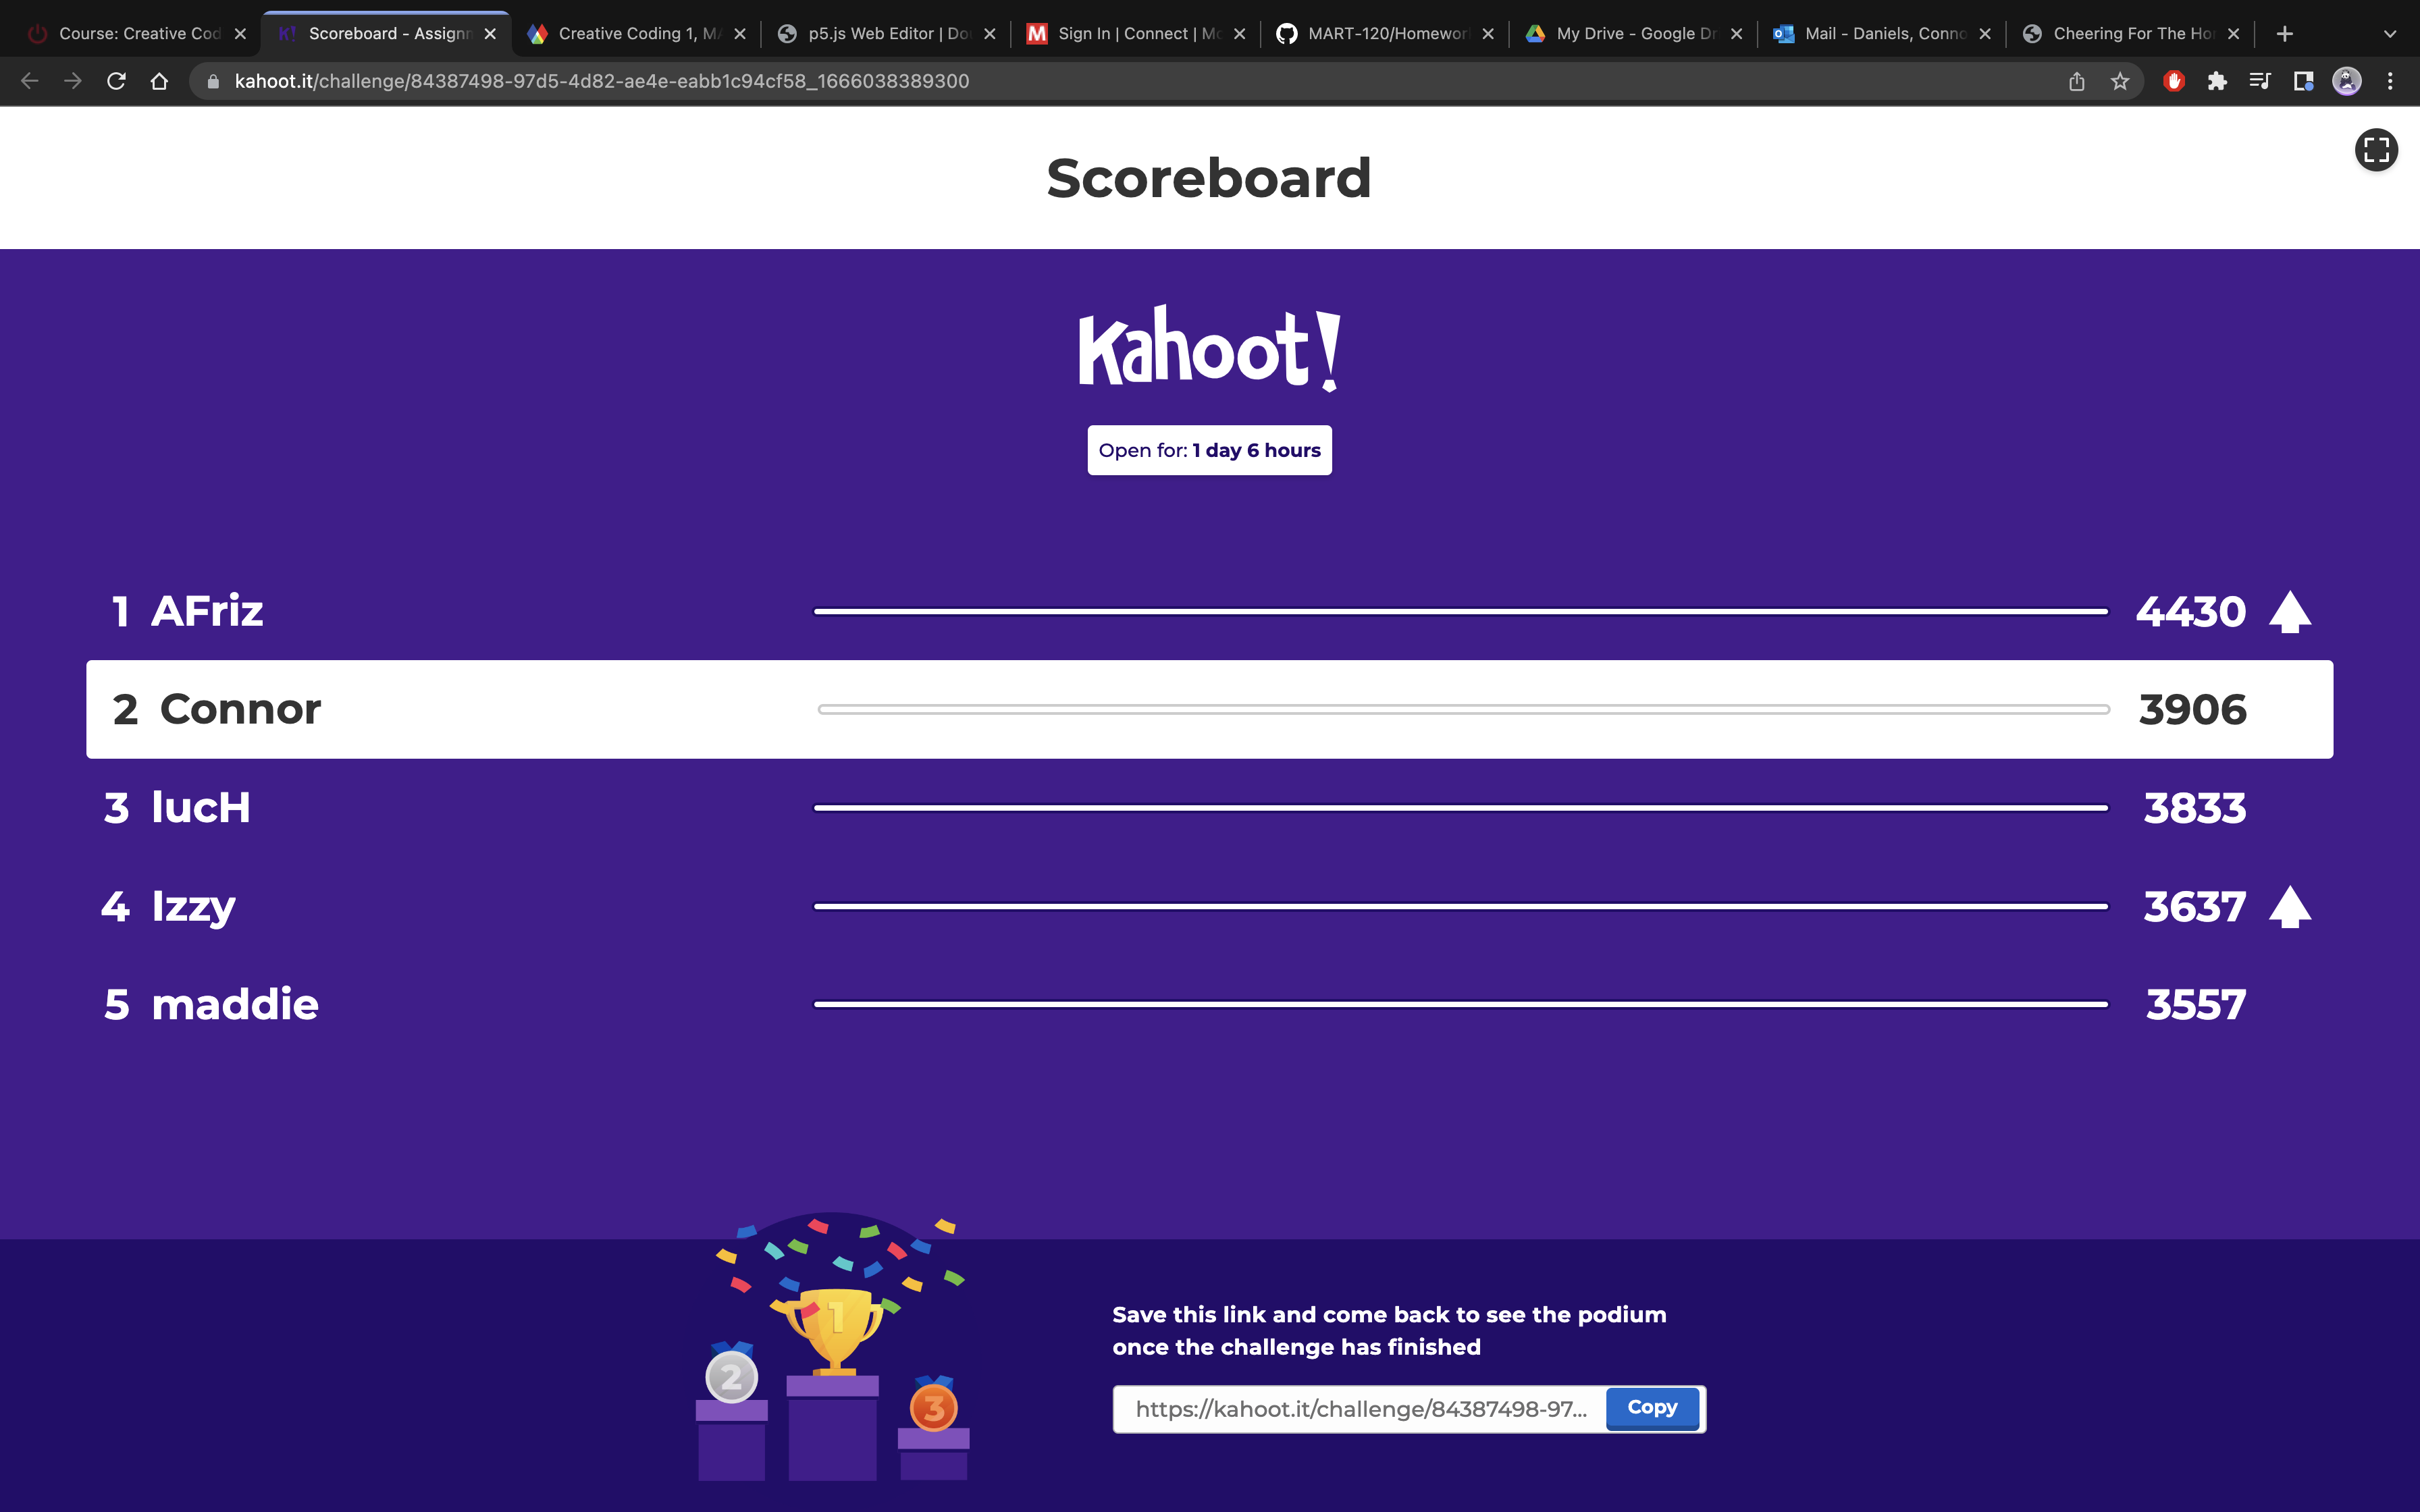 Course: Creative Cod
K! Scoreboard - Assignm
Creative Coding 1, MA
p5.js Web Editor | Do
M Sign In | Connect | Mc
MART-120/Homewor
My Drive - Google Dr
Mail - Daniels, Conno
Cheering For The Ho
kahoot.it/challenge/84387498-97d5-4d82-ae4e-eabb1c94cf58_1666038389300
Scoreboard
Kahoot!
Open for: 1 day 6 hours
1 AFriz 4430
2 Connor 3906
3 lucH 3833
4 Izzy 3637
5 maddie 3557
1
2
3
Save this link and come back to see the podium
once the challenge has finished
https://kahoot.it/challenge/84387498-97...
Copy